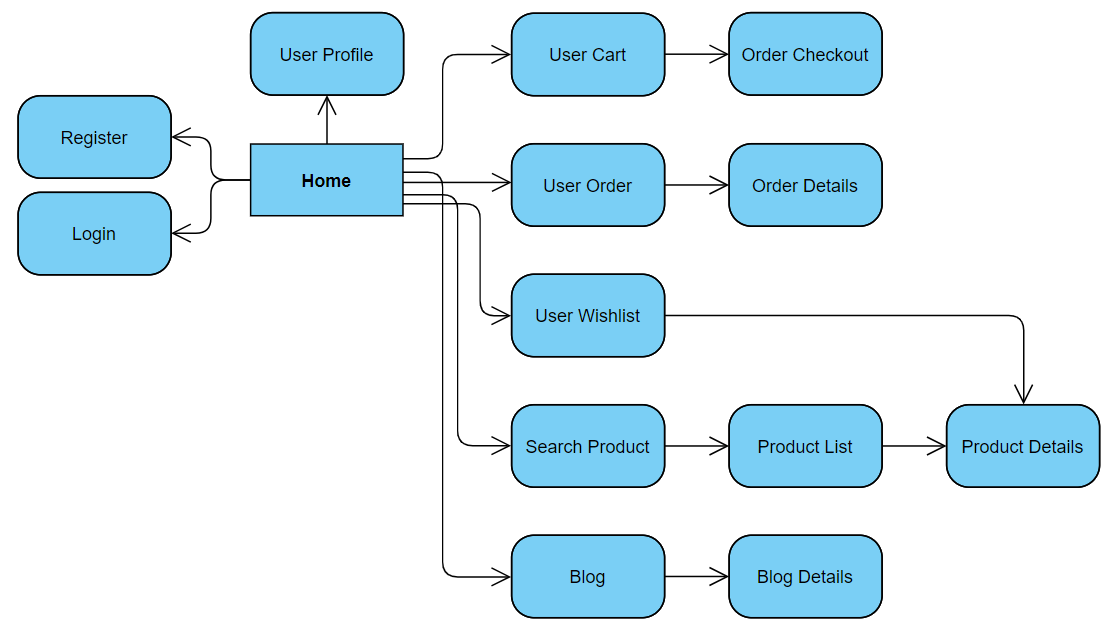 User Profile
User Cart
Order Checkout
Register
Home
User Order
Order Details
Login
User Wishlist
Search Product
Product List
Product Details
Blog
Blog Details